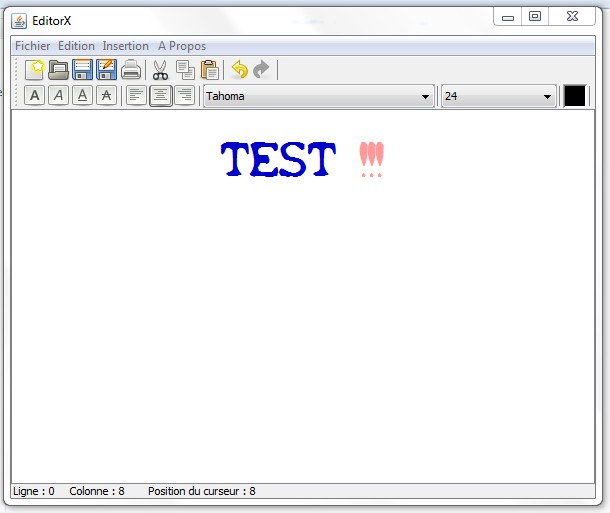 EditorX
Fichier Edition Insertion A Propos
A A A A Tahoma 24
TEST !!!
Ligne : 0 Colonne : 8 Position du curseur : 8